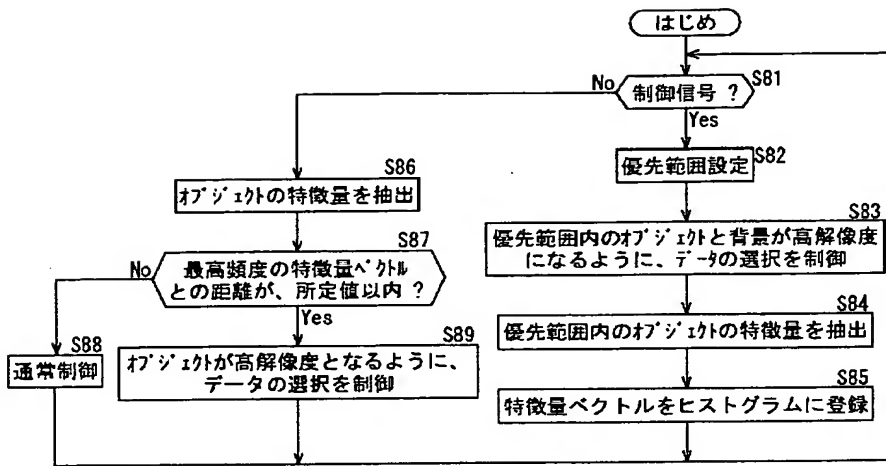 はじめ
S81
No
制御信号 ?
Yes
S82
優先範囲設定
S83
優先範囲内のオブジェクトと背景が高解像度
になるように、データの選択を制御
S84
優先範囲内のオブジェクトの特徴量を抽出
S85
特徴量ベクトルをヒストグラムに登録
S86
オブジェクトの特徴量を抽出
S87
No
最高頻度の特徴量ベクトル
との距離が、所定値以内 ?
Yes
S88
通常制御
S89
オブジェクトが高解像度となるように、
データの選択を制御